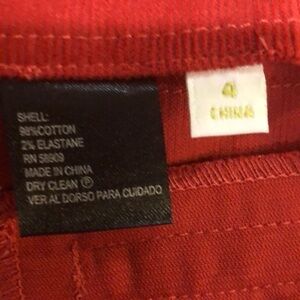 SHELL:
98%COTTON
2% ELASTANE
RN 58909
MADE IN CHINA
DRY CLEAN Ⓟ
VER AL DORSO PARA CUIDADO
4
CHINA